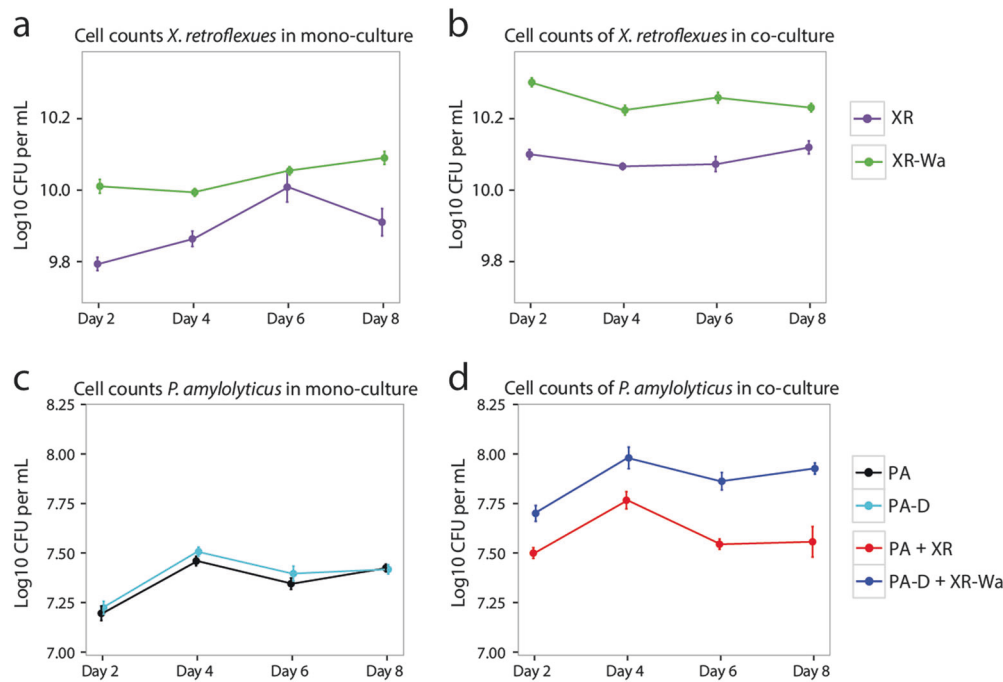 a
Cell counts X. retroflexues in mono-culture
Log10 CFU per mL
10.2
10.0
9.8
Day 2
Day 4
Day 6
Day 8
b
Cell counts of X. retroflexues in co-culture
Log10 CFU per mL
10.2
10.0
9.8
Day 2
Day 4
Day 6
Day 8
XR
XR-Wa
c
Cell counts P. amylolyticus in mono-culture
Log10 CFU per mL
8.25
8.00
7.75
7.50
7.25
7.00
Day 2
Day 4
Day 6
Day 8
d
Cell counts of P. amylolyticus in co-culture
Log10 CFU per mL
8.25
8.00
7.75
7.50
7.25
7.00
Day 2
Day 4
Day 6
Day 8
PA
PA-D
PA + XR
PA-D + XR-Wa